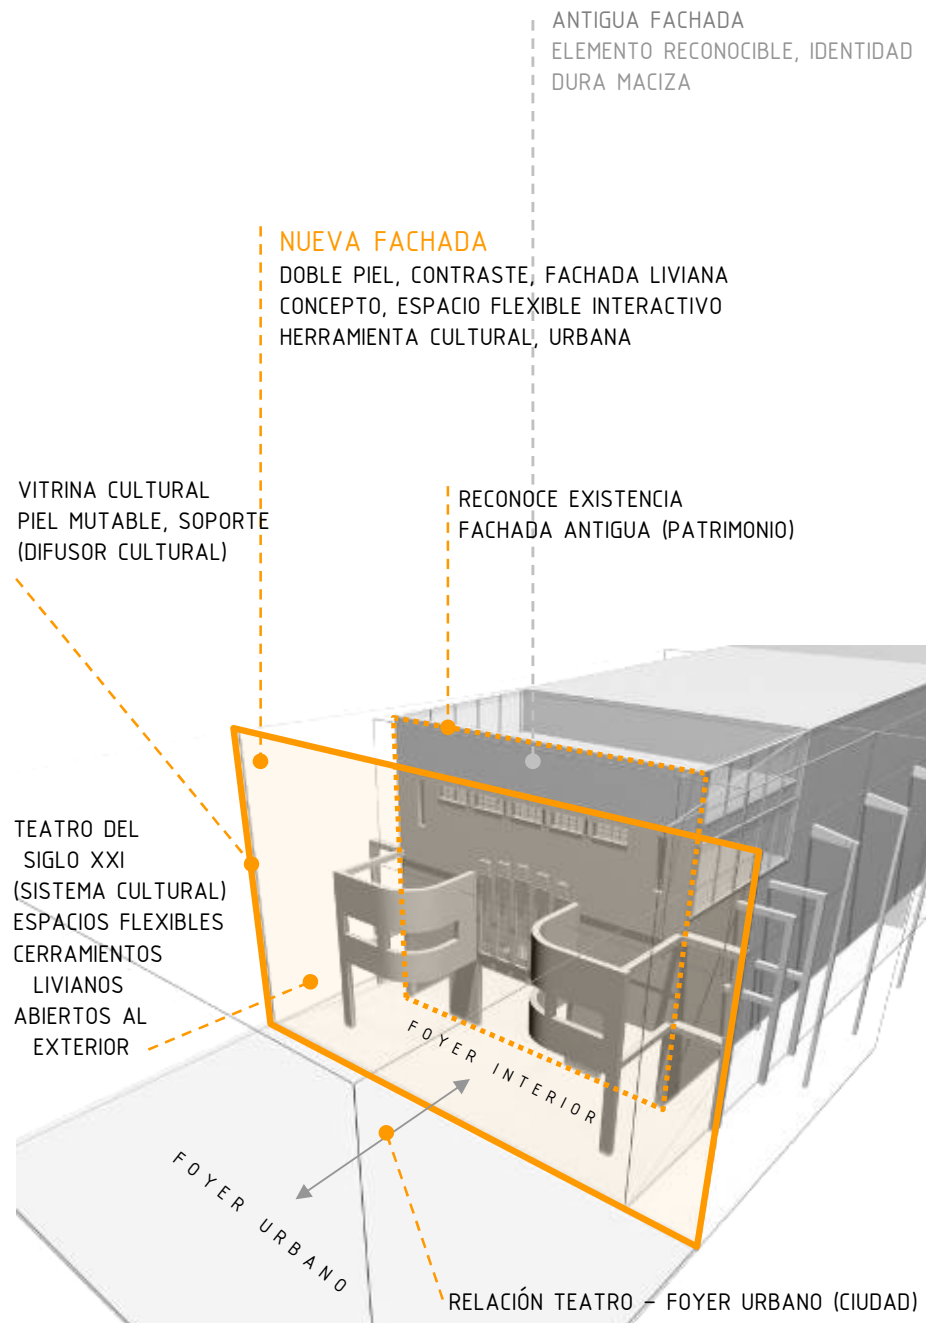 ANTIGUA FACHADA
ELEMENTO RECONOCIBLE, IDENTIDAD
DURA MACIZA
NUEVA FACHADA
DOBLE PIEL, CONTRASTE, FACHADA LIVIANA
CONCEPTO, ESPACIO FLEXIBLE INTERACTIVO
HERRAMIENTA CULTURAL, URBANA
VITRINA CULTURAL
PIEL MUTABLE, SOPORTE
(DIFUSOR CULTURAL)
RECONOCE EXISTENCIA
FACHADA ANTIGUA (PATRIMONIO)
TEATRO DEL
SIGLO XXI
(SISTEMA CULTURAL)
ESPACIOS FLEXIBLES
CERRAMIENTOS
LIVIANOS
ABIERTOS AL
EXTERIOR
FOYER INTERIOR
FOYER URBANO
RELACIÓN TEATRO – FOYER URBANO (CIUDAD)